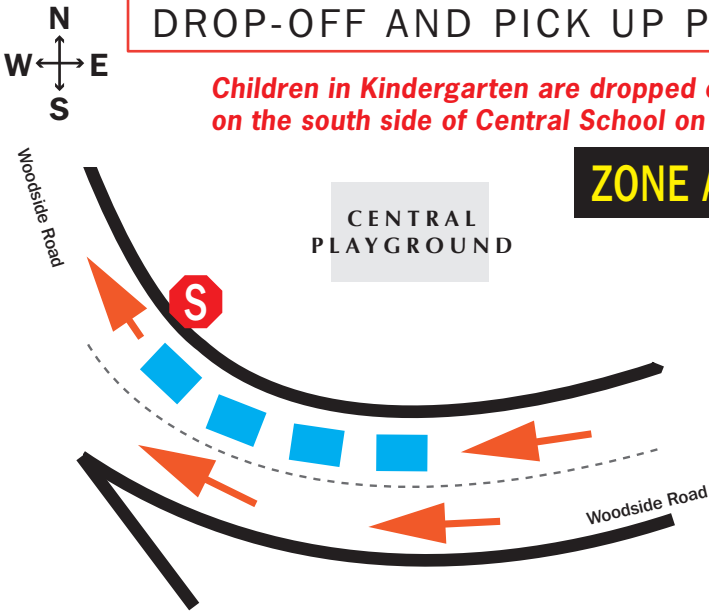 N
W E
S
DROP-OFF AND PICK UP
Children in Kindergarten are dropped
on the south side of Central School on
ZONE
Woodside Road
CENTRAL
PLAYGROUND
S
Woodside Road